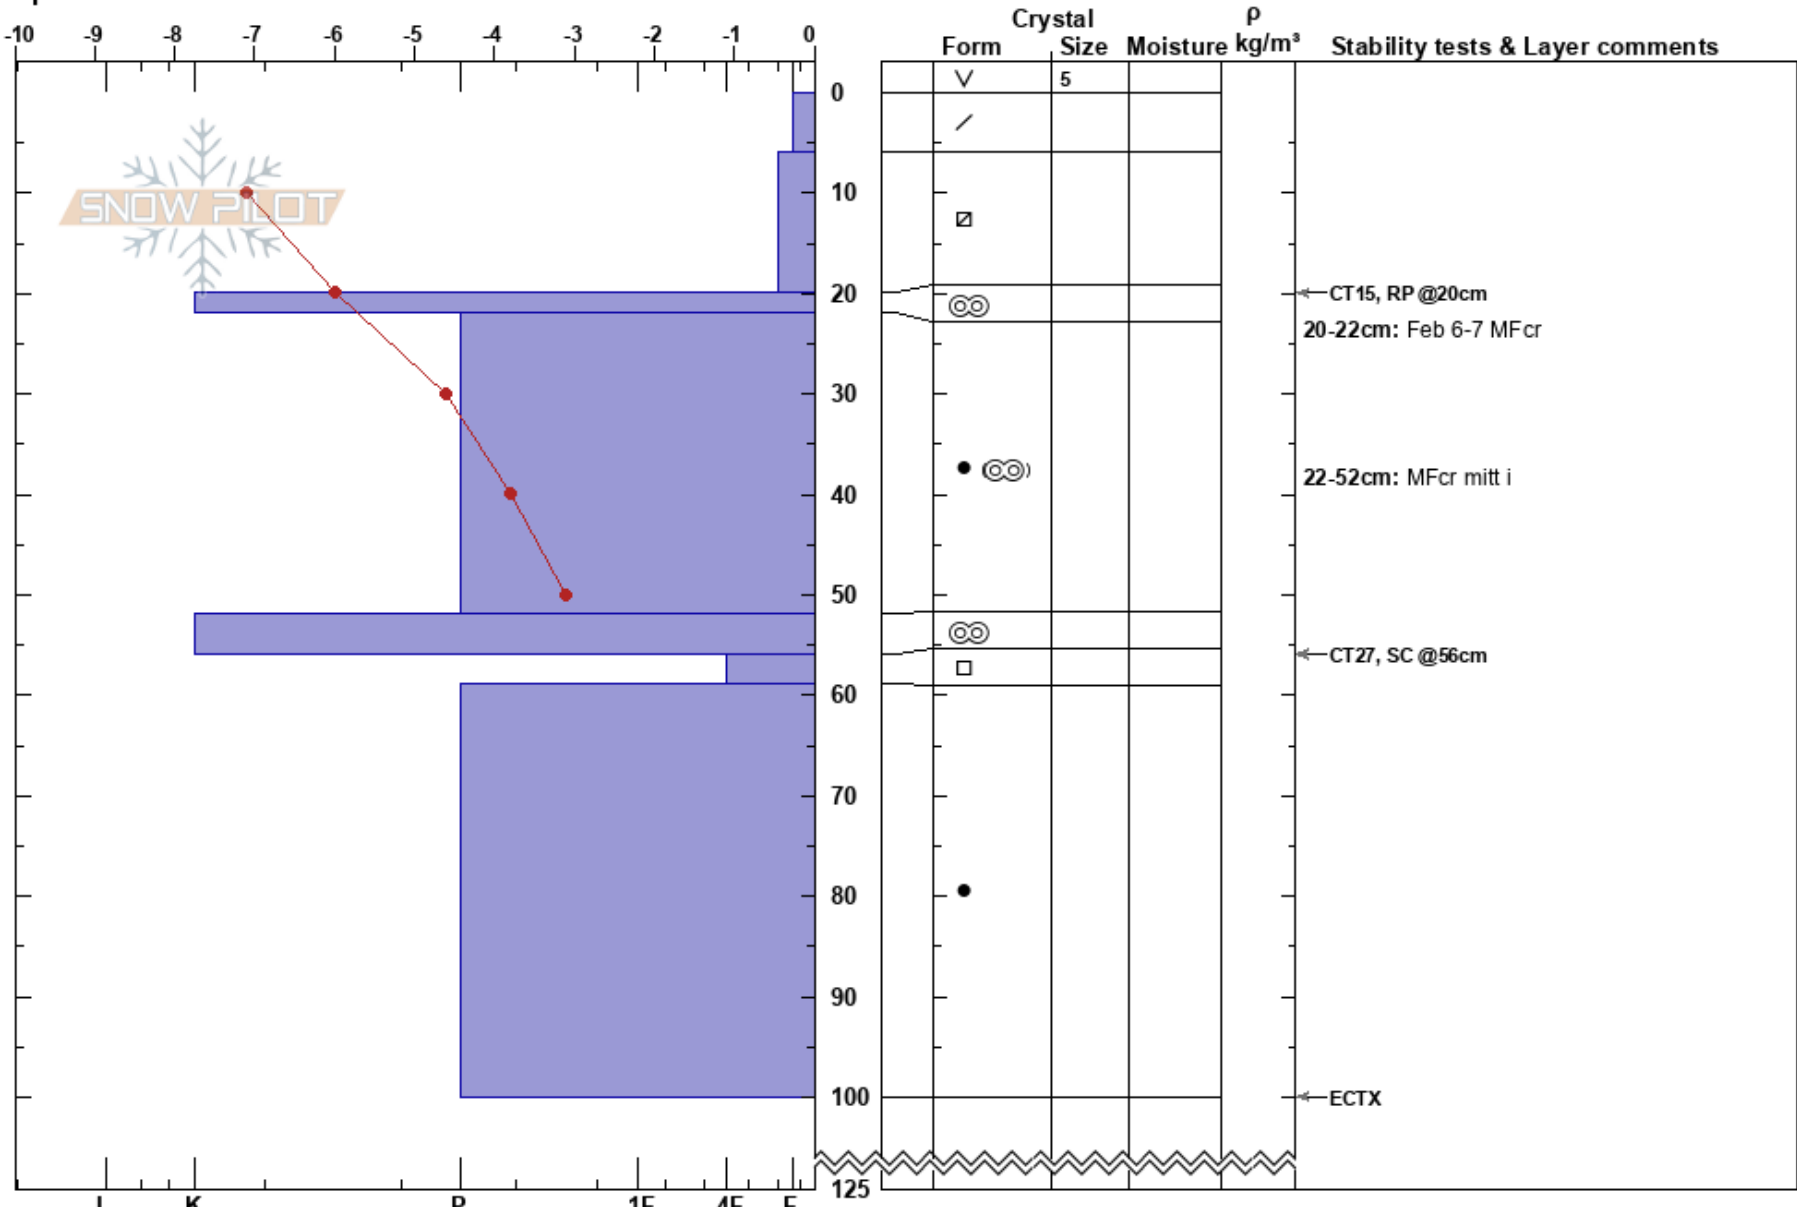 Crystal
ρ
-10 -9 -8 -7 -6 -5 -4 -3 -2 -1 0
Form Size Moisture kg/m³ Stability tests & Layer comments
5
0
SNOW PILOT
10
20
CT15, RP @20cm
20-22cm: Feb 6-7 MFcr
30
22-52cm: MFcr mitt i
40
50
CT27, SC @56cm
60
70
80
90
100
ECTX
125
I K P 1F 4F F